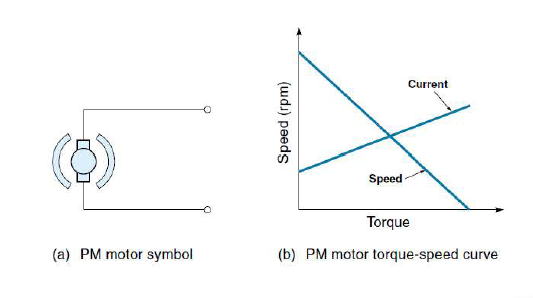 Speed (rpm)
Current
Speed
Torque
(a) PM motor symbol
(b) PM motor torque-speed curve